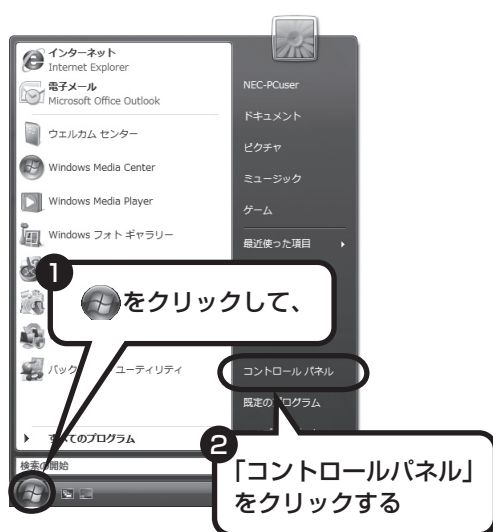 インターネット
Internet Explorer
電子メール
Microsoft Office Outlook
ウェルカム センター
Windows Media Center
Windows Media Player
Windows フォト ギャラリー
バック
ユーティリティ
すべてのプログラム
検索の開始
NEC-PCuser
ドキュメント
ピクチャ
ミュージック
ゲーム
最近使った項目
コントロール パネル
既定のプログラム
1
をクリックして、
2
「コントロールパネル」
をクリックする